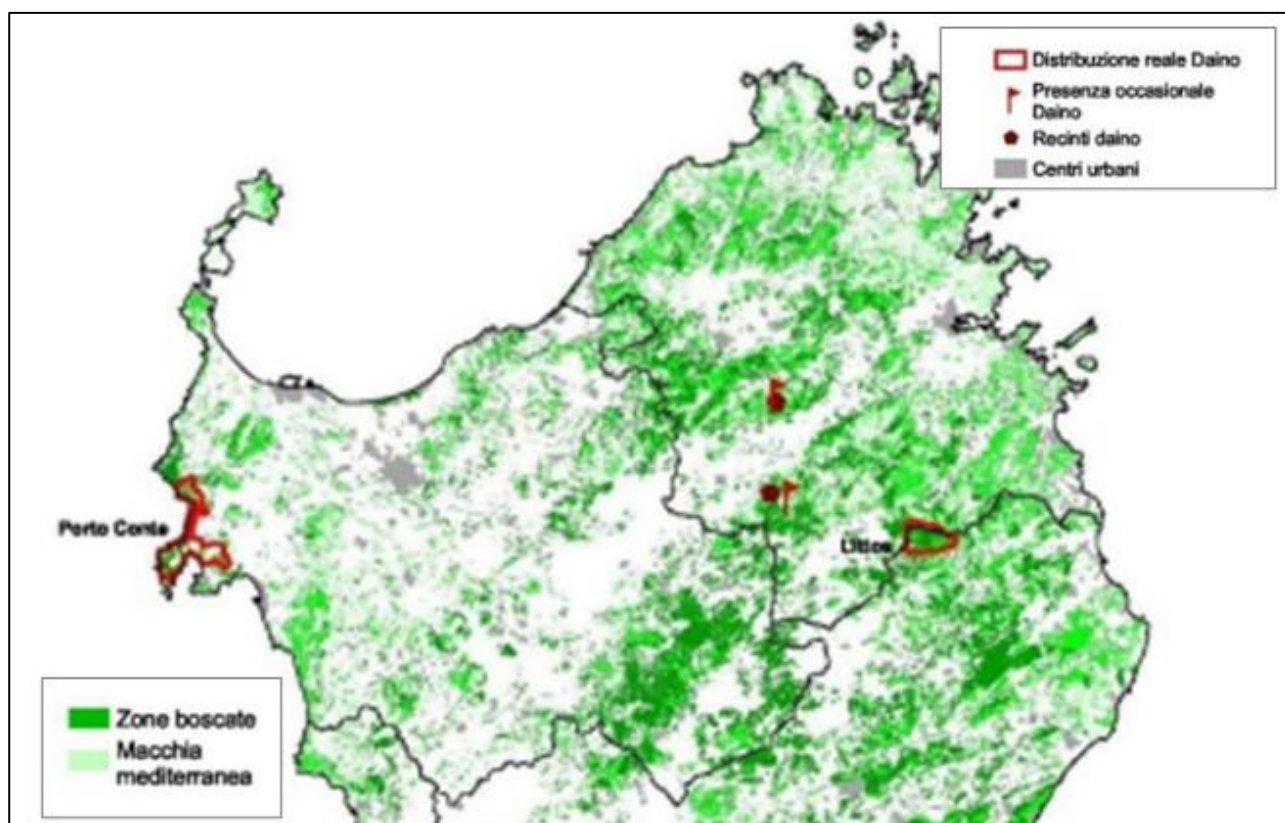 Distribuzione reale Daino
Presenza occasionale
Daino
Recinti daino
Centri urbani
Porto Conte
Littos
Zone boscate
Macchia
mediterranea